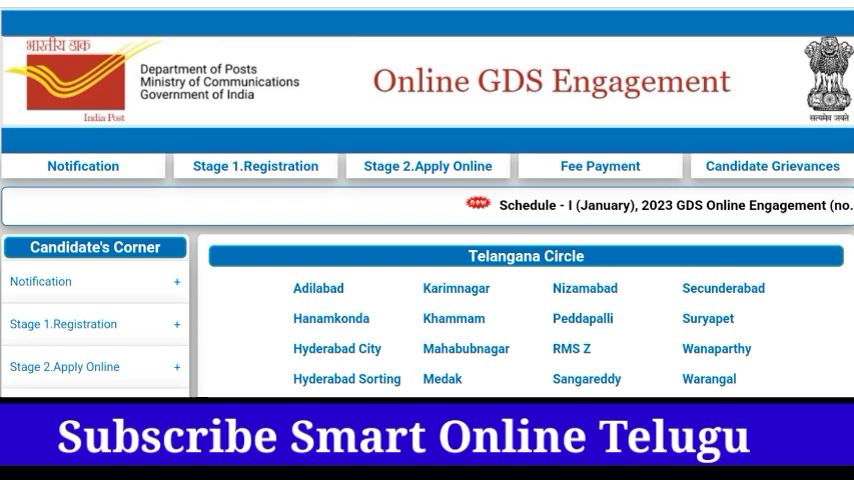 भारतीय डाक
India Post
Department of Posts
Ministry of Communications
Government of India
Online GDS Engagement
सत्यमेव जयते
Notification
Stage 1.Registration
Stage 2.Apply Online
Fee Payment
Candidate Grievances
new Schedule - I (January), 2023 GDS Online Engagement (no.
Candidate's Corner
Notification +
Stage 1.Registration +
Stage 2.Apply Online +
Telangana Circle
Adilabad Karimnagar Nizamabad Secunderabad
Hanamkonda Khammam Peddapalli Suryapet
Hyderabad City Mahabubnagar RMS Z Wanaparthy
Hyderabad Sorting Medak Sangareddy Warangal
Subscribe Smart Online Telugu